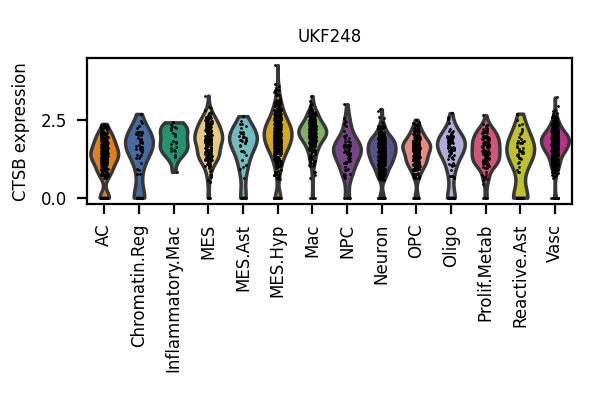 UKF248
CTSB expression
2.5
0.0
AC
Chromatin.Reg
Inflammatory.Mac
MES
MES.Ast
MES.Hyp
Mac
NPC
Neuron
OPC
Oligo
Prolif.Metab
Reactive.Ast
Vasc